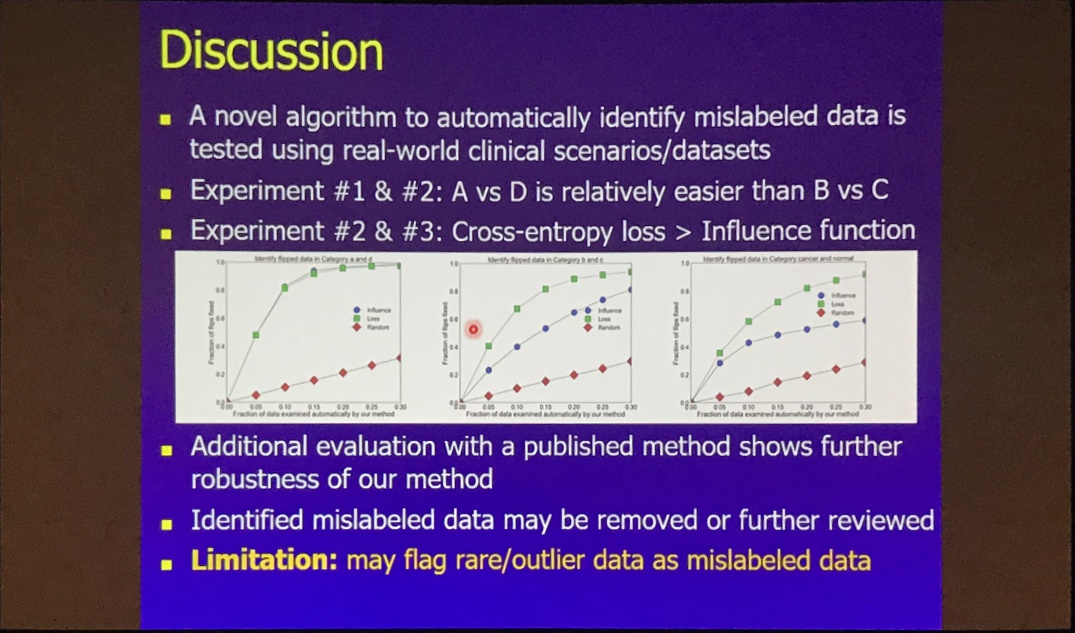 Discussion
A novel algorithm to automatically identify mislabeled data is
tested using real-world clinical scenarios/datasets
Experiment #1 & #2: A vs D is relatively easier than B vs C
Experiment #2 & #3: Cross-entropy loss > Influence function
Identify flipped data in Category a and d
Fraction of flips fixed
1.0
0.8
0.6
0.4
0.2
0.0
Influence
Loss
Random
0.00 0.05 0.10 0.15 0.20 0.25 0.30
Fraction of data examined automatically by our method
Identify flipped data in Category b and c
Fraction of flips fixed
1.0
0.8
0.6
0.4
0.2
0.0
Influence
Loss
Random
0.00 0.05 0.10 0.15 0.20 0.25 0.30
Fraction of data examined automatically by our method
Identify flipped data in Category cancer and normal
Fraction of flips fixed
1.0
0.8
0.6
0.4
0.2
0.0
Influence
Loss
Random
0.00 0.05 0.10 0.15 0.20 0.25 0.30
Fraction of data examined automatically by our method
Additional evaluation with a published method shows further
robustness of our method
Identified mislabeled data may be removed or further reviewed
Limitation: may flag rare/outlier data as mislabeled data